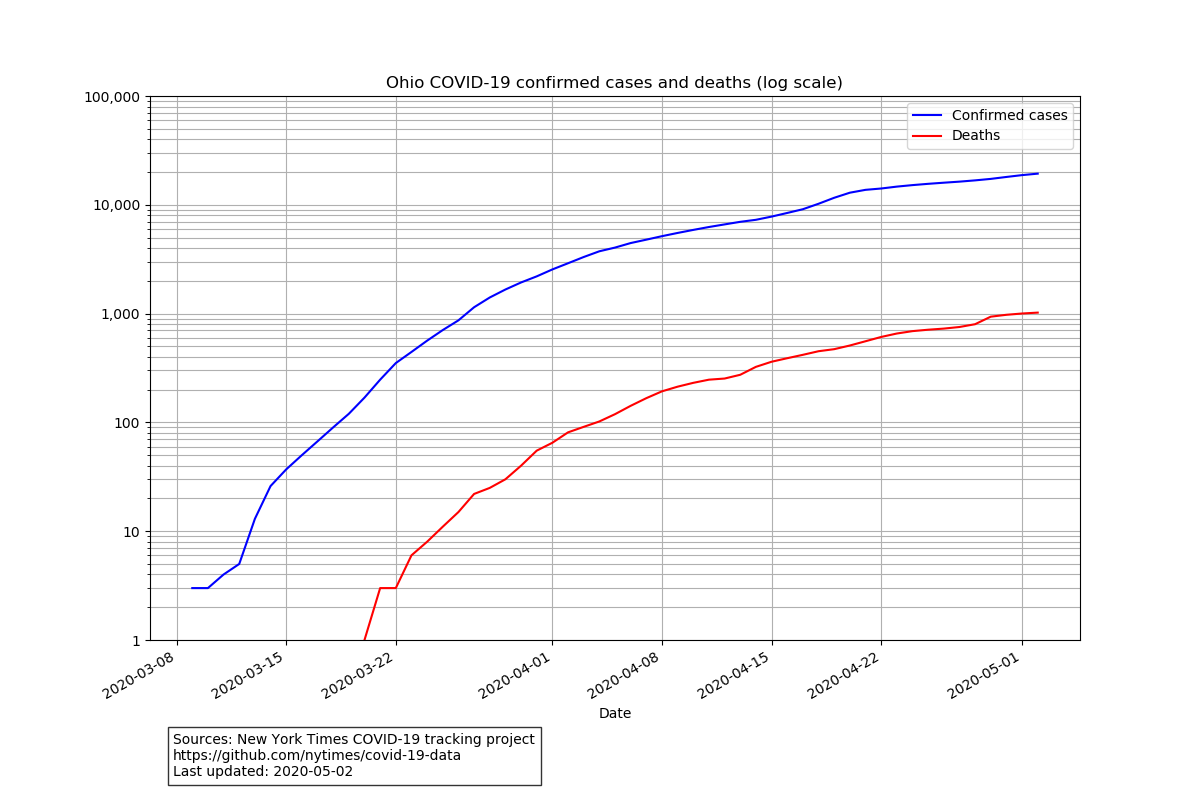 Ohio COVID-19 confirmed cases and deaths (log scale)
100,000
10,000
1,000
100
10
1
Confirmed cases
Deaths
2020-03-08
2020-03-15
2020-03-22
2020-04-01
2020-04-08
2020-04-15
2020-04-22
2020-05-01
Date
Sources: New York Times COVID-19 tracking project
https://github.com/nytimes/covid-19-data
Last updated: 2020-05-02